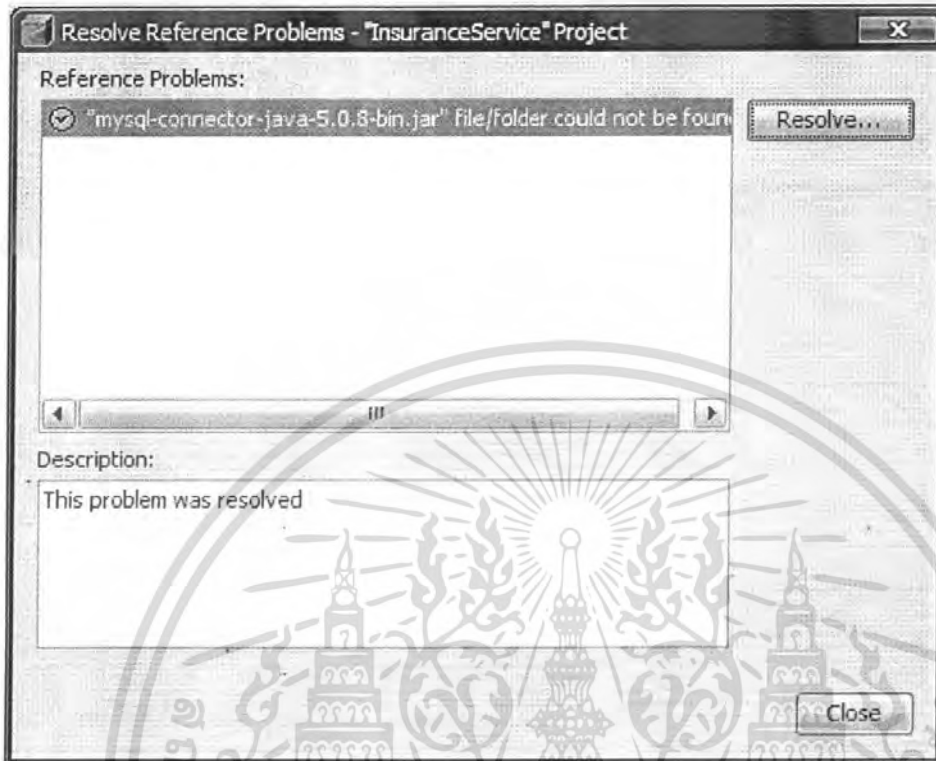 Resolve Reference Problems - "InsuranceService" Project
Reference Problems:
"mysql-connector-java-5.0.8-bin.jar" file/folder could not be foun
Resolve...
Description:
This problem was resolved
Close